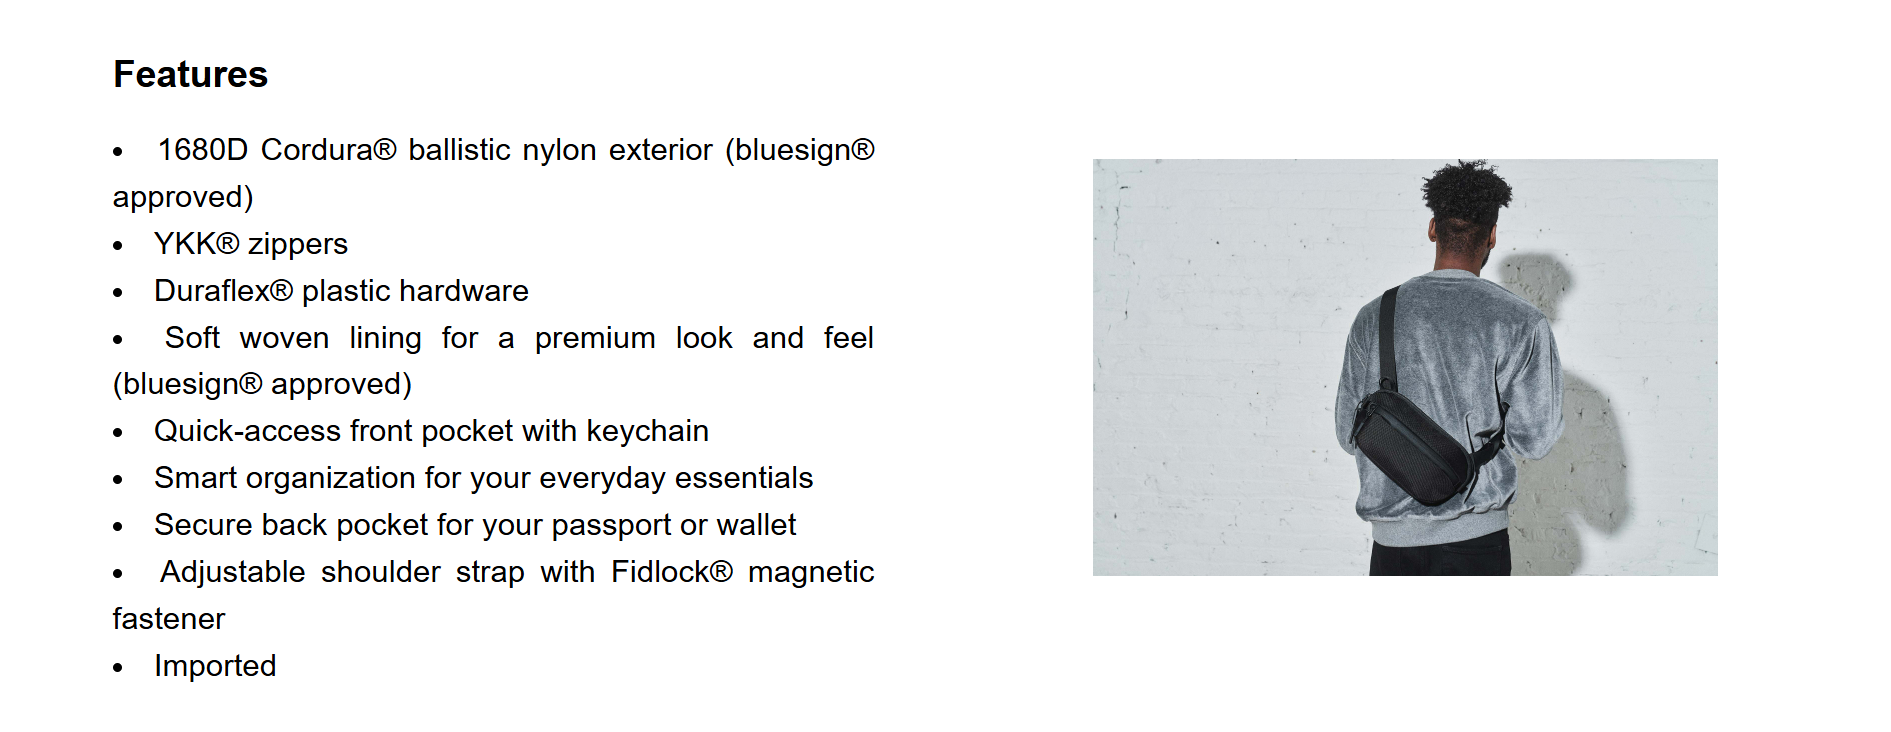 Features
• 1680D Cordura® ballistic nylon exterior (bluesign®
approved)
• YKK® zippers
• Duraflex® plastic hardware
• Soft woven lining for a premium look and feel
(bluesign® approved)
• Quick-access front pocket with keychain
• Smart organization for your everyday essentials
• Secure back pocket for your passport or wallet
• Adjustable shoulder strap with Fidlock® magnetic
fastener
• Imported